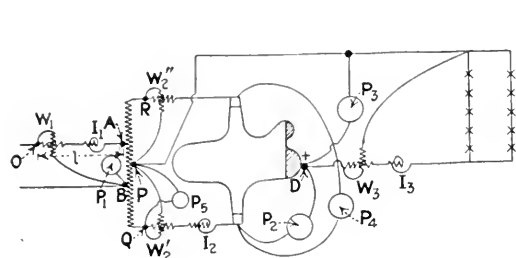 W₂″
R
A
W₁
I₁
O
l
P₁
B
P
P₅
Q
W₂′
I₂
P₂
D
+
P₃
W₃
I₃
P₄